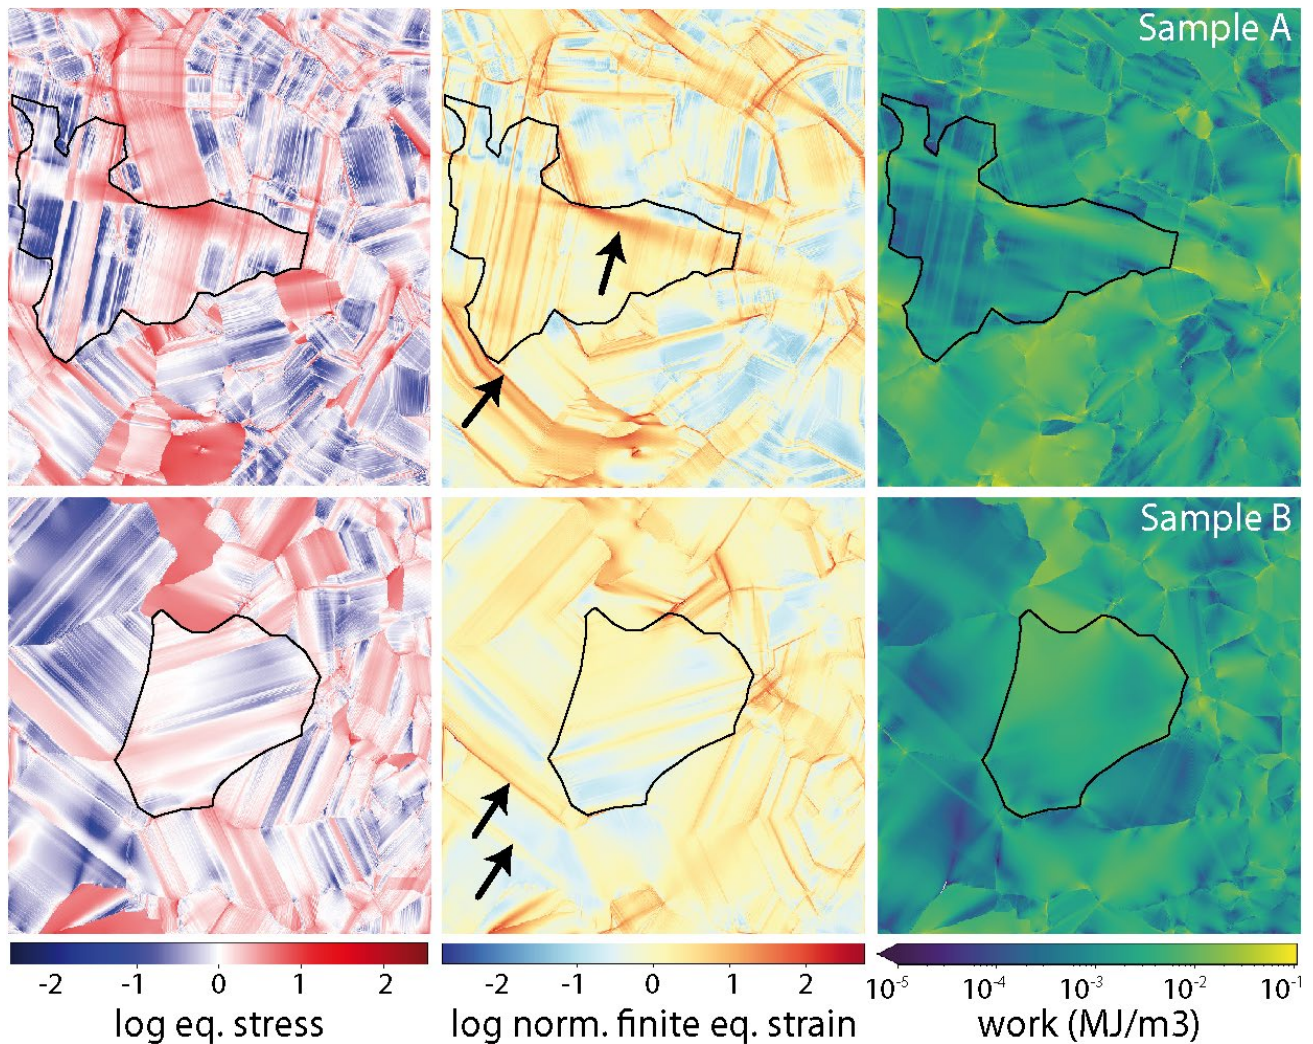 Sample A
Sample B
-2 -1 0 1 2
-2 -1 0 1 2
10-5 10-4 10-3 10-2 10-1
log eq. stress
log norm. finite eq. strain
work (MJ/m3)